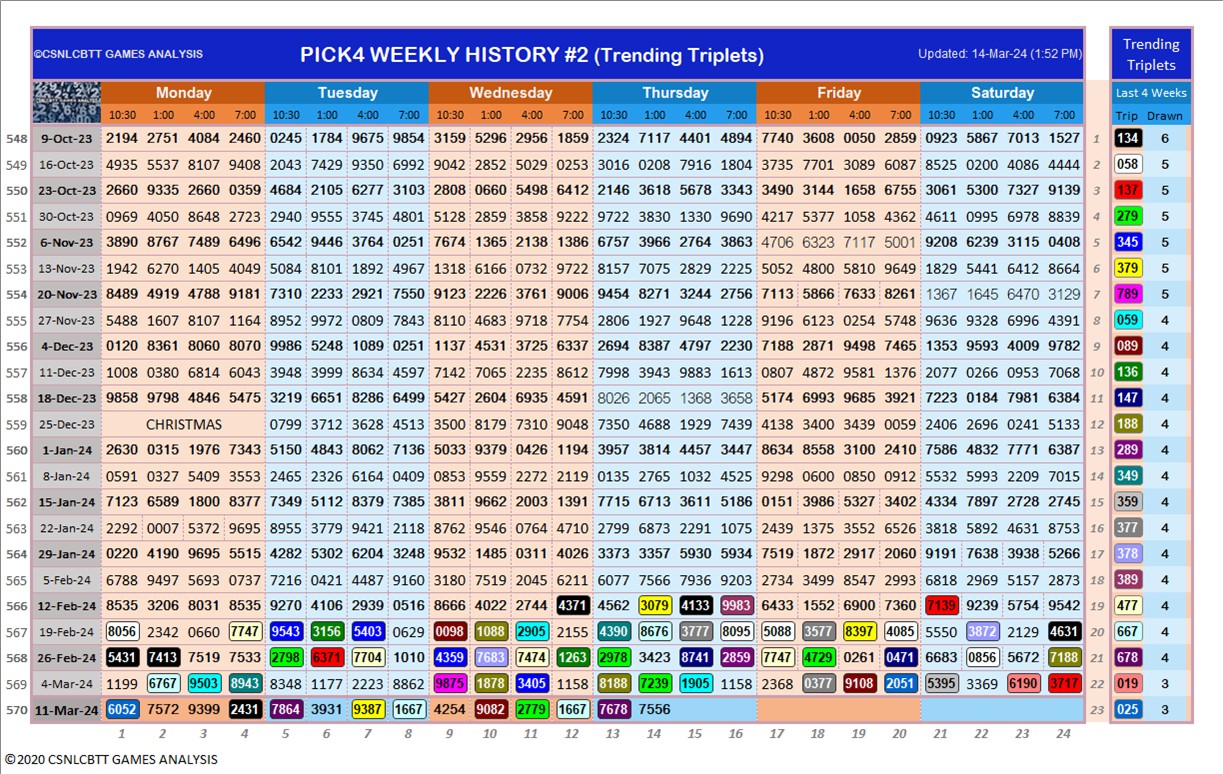 ©CSNLCBTT GAMES ANALYSIS PICK4 WEEKLY HISTORY #2 (Trending Triplets) Updated: 14-Mar-24 (1:52 PM) Trending Triplets
Monday Tuesday Wednesday Thursday Friday Saturday Last 4 Weeks
10:30 1:00 4:00 7:00 10:30 1:00 4:00 7:00 10:30 1:00 4:00 7:00 10:30 1:00 4:00 7:00 10:30 1:00 4:00 7:00 10:30 1:00 4:00 7:00 Trip Drawn
548 9-Oct-23 2194 2751 4084 2460 0245 1784 9675 9854 3159 5296 2956 1859 2324 7117 4401 4894 7740 3608 0050 2859 0923 5867 7013 1527 1 134 6
549 16-Oct-23 4935 5537 8107 9408 2043 7429 9350 6992 9042 2852 5029 0253 3016 0208 7916 1804 3735 7701 3089 6087 8525 0200 4086 4444 2 058 5
550 23-Oct-23 2660 9335 2660 0359 4684 2105 6277 3103 2808 0660 5498 6412 2146 3618 5678 3343 3490 3144 1658 6755 3061 5300 7327 9139 3 137 5
551 30-Oct-23 0969 4050 8648 2723 2940 9555 3745 4801 5128 2859 3858 9222 9722 3830 1330 9690 4217 5377 1058 4362 4611 0995 6978 8839 4 279 5
552 6-Nov-23 3890 8767 7489 6496 6542 9446 3764 0251 7674 1365 2138 1386 6757 3966 2764 3863 4706 6323 7117 5001 9208 6239 3115 0408 5 345 5
553 13-Nov-23 1942 6270 1405 4049 5084 8101 1892 4967 1318 6166 0732 9722 8157 7075 2829 2225 5052 4800 5810 9649 1829 5441 6412 8664 6 379 5
554 20-Nov-23 8489 4919 4788 9181 7310 2233 2921 7550 9123 2226 3761 9006 9454 8271 3244 2756 7113 5866 7633 8261 1367 1645 6470 3129 7 789 5
555 27-Nov-23 5488 1607 8107 1164 8952 9972 0809 7843 8110 4683 9718 7754 2806 1927 9648 1228 9196 6123 0254 5748 9636 9328 6996 4391 8 059 4
556 4-Dec-23 0120 8361 8060 8070 9986 5248 1089 0251 1137 4531 3725 6337 2694 8387 4797 2230 7188 2871 9498 7465 1353 9593 4009 9782 9 089 4
557 11-Dec-23 1008 0380 6814 6043 3948 3999 8634 4597 7142 7065 2235 8612 7998 3943 9883 1613 0807 4872 9581 1376 2077 0266 0953 7068 10 136 4
558 18-Dec-23 9858 9798 4846 5475 3219 6651 8286 6499 5427 2604 6935 4591 8026 2065 1368 3658 5174 6993 9685 3921 7223 0184 7981 6384 11 147 4
559 25-Dec-23 CHRISTMAS 0799 3712 3628 4513 3500 8179 7310 9048 7350 4688 1929 7439 4138 3400 3439 0059 2406 2696 0241 5133 12 188 4
560 1-Jan-24 2630 0315 1976 7343 5150 4843 8062 7136 5033 9379 0426 1194 3957 3814 4457 3447 8634 8558 3100 2410 7586 4832 7771 6387 13 289 4
561 8-Jan-24 0591 0327 5409 3553 2465 2326 6164 0405 0853 9559 2272 2119 0135 2765 1049 4525 9298 0600 0850 0912 5532 5993 2209 7015 14 349 4
562 15-Jan-24 7123 6589 1800 8377 7349 5112 8379 7385 3811 9662 2003 1391 7715 6713 3611 5186 0151 3986 5327 3402 4334 7897 2728 2745 15 359 4
563 22-Jan-24 2292 0007 5372 9695 8955 3779 9421 2118 8762 9546 0764 4710 2799 6873 2291 1075 2439 1375 3552 6526 3818 5892 4631 8753 16 377 4
564 29-Jan-24 0220 4190 9695 5515 4282 5302 6204 3248 9532 1485 0311 4026 3373 3357 5930 5934 7519 1872 2917 2060 9191 7638 3938 5266 17 378 4
565 5-Feb-24 6788 9497 5693 0737 7216 0421 4487 9160 3180 7519 2045 6211 6077 7566 7936 9203 2734 3499 8547 2993 6818 2969 5157 2873 18 389 4
566 12-Feb-24 8535 3206 8031 8535 9270 4106 2939 0516 8666 4022 2744 4371 4562 3079 4133 9983 6433 1552 6900 7360 7139 9239 5754 9542 19 477 4
567 19-Feb-24 8056 2342 0660 7747 9543 3156 5403 0629 0098 1088 2905 2155 4390 8676 3777 8095 5088 3577 8397 4085 5550 3872 2129 4631 20 667 4
568 26-Feb-24 5431 7413 7519 7533 2798 6371 7704 1010 4359 7683 7474 1263 2978 3423 8741 2859 7747 4729 0261 0471 6683 0856 5672 7188 21 678 4
569 4-Mar-24 1199 6767 9503 8943 8348 1177 2223 8862 9875 1878 3405 1158 8188 7239 1905 1158 2368 0377 9108 2051 5395 3369 6190 3717 22 019 3
570 11-Mar-24 6052 7572 9399 2431 7864 3931 9387 1667 4254 9082 2779 1667 7678 7556 23 025 3
1 2 3 4 5 6 7 8 9 10 11 12 13 14 15 16 17 18 19 20 21 22 23 24
©2020 CSNLCBTT GAMES ANALYSIS